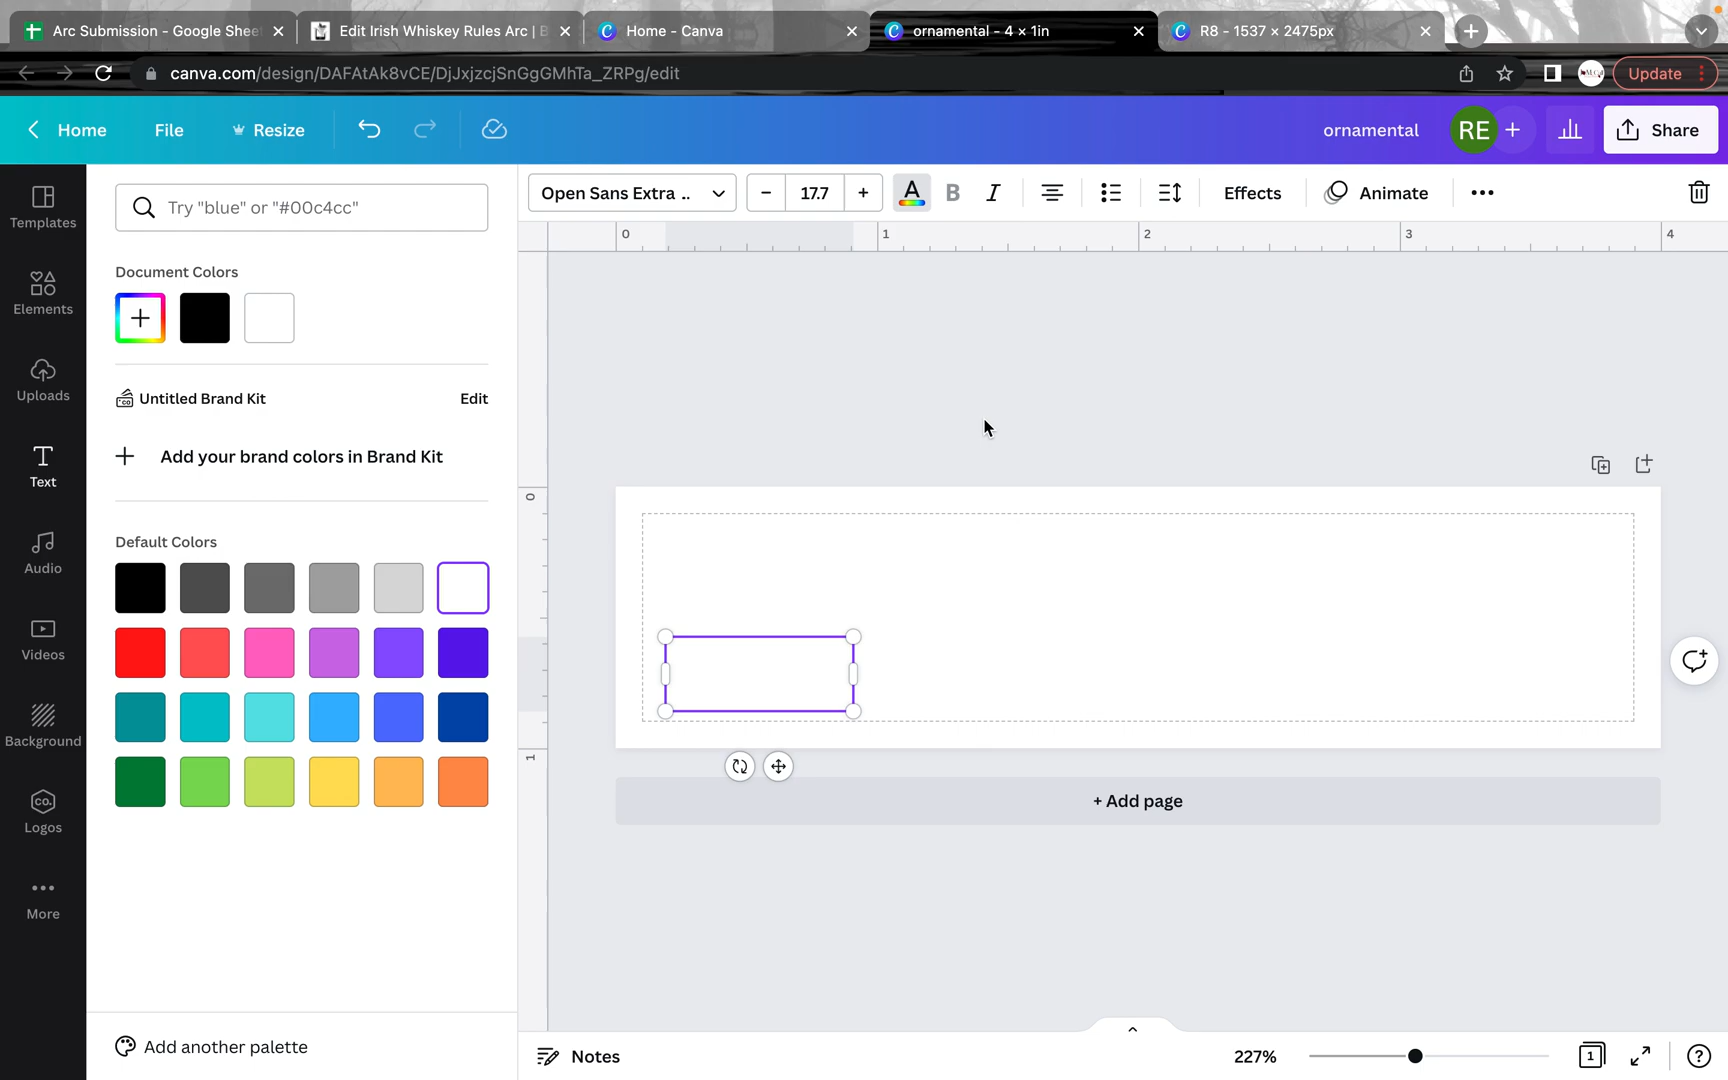 Arc Submission - Google Shee
Edit Irish Whiskey Rules Arc | B
Home - Canva
ornamental - 4 × 1in
R8 - 1537 × 2475px
canva.com/design/DAFAtAk8vCE/DjJxjzcjSnGgGMhTa_ZRPg/edit
Update
Home
File
Resize
ornamental
RE
Share
Templates
Elements
Uploads
Text
Audio
Videos
Background
CO.
Logos
More
Try "blue" or "#00c4cc"
Document Colors
Untitled Brand Kit
Edit
Add your brand colors in Brand Kit
Default Colors
Add another palette
Open Sans Extra ..
17.7
A
B
I
Effects
Animate
0
1
2
3
4
0
1
+ Add page
Notes
227%
1
?